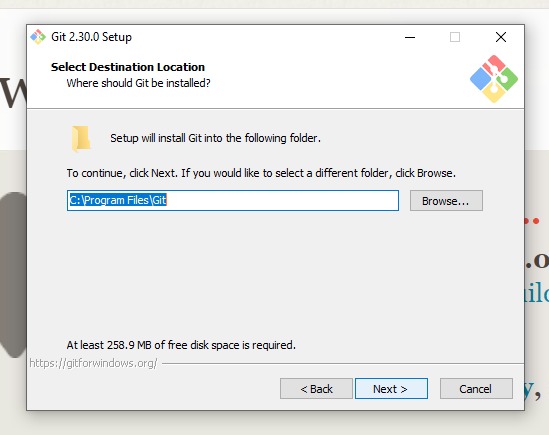 Git 2.30.0 Setup
Select Destination Location
Where should Git be installed?
Setup will install Git into the following folder.
To continue, click Next. If you would like to select a different folder, click Browse.
C:\Program Files\Git
Browse...
At least 258.9 MB of free disk space is required.
https://gitforwindows.org/
< Back
Next >
Cancel